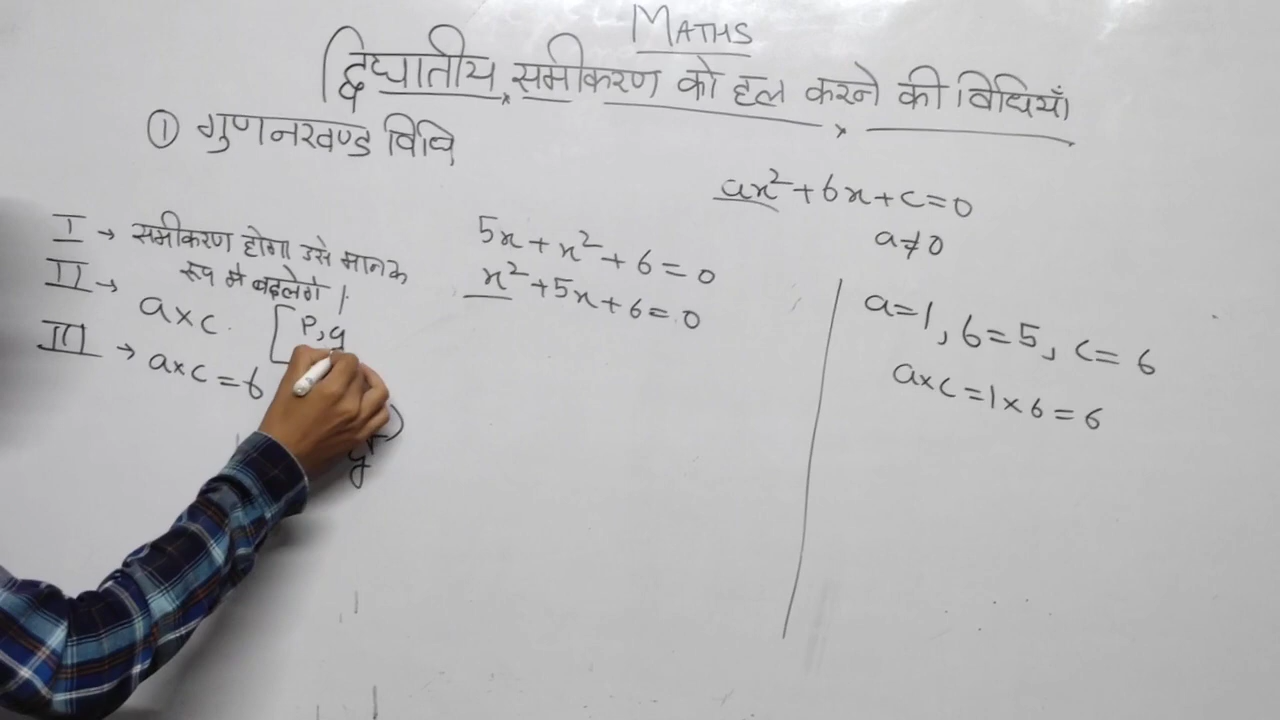 MATHS
द्विघातीय समीकरण को हल करने की विधियाँ
① गुणनखण्ड विधि
ax²+bx+c=0
a≠0
I → समीकरण होगा उसे मानक
रूप में बदलेगे।
II → a×c.
III → a×c=6
[P,q
y
5x+x²+6=0
x²+5x+6=0
a=1, b=5, c=6
a×c=1×6=6